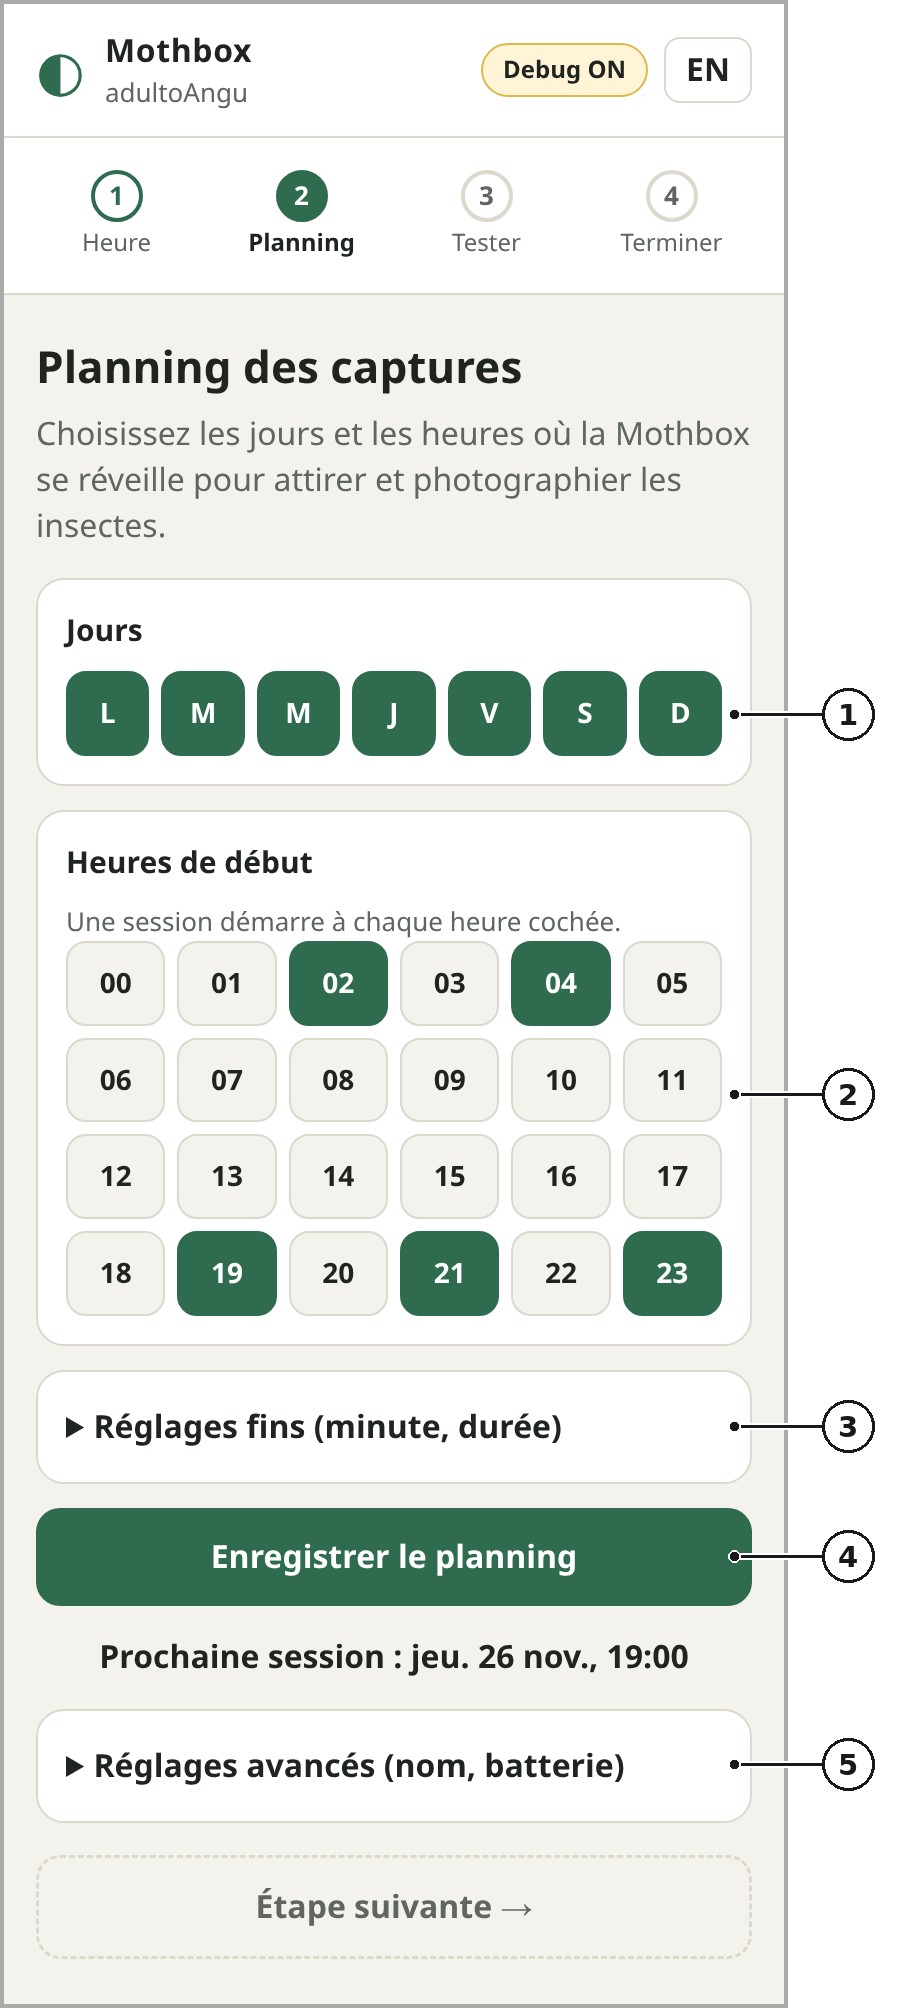 Mothbox
adultoAngu
Debug ON
EN
1
Heure
2
Planning
3
Tester
4
Terminer
Planning des captures
Choisissez les jours et les heures où la Mothbox
se réveille pour attirer et photographier les
insectes.
Jours
L M M J V S D
1
Heures de début
Une session démarre à chaque heure cochée.
00 01 02 03 04 05
06 07 08 09 10 11
2
12 13 14 15 16 17
18 19 20 21 22 23
▶ Réglages fins (minute, durée)
3
Enregistrer le planning
4
Prochaine session : jeu. 26 nov., 19:00
▶ Réglages avancés (nom, batterie)
5
Étape suivante →